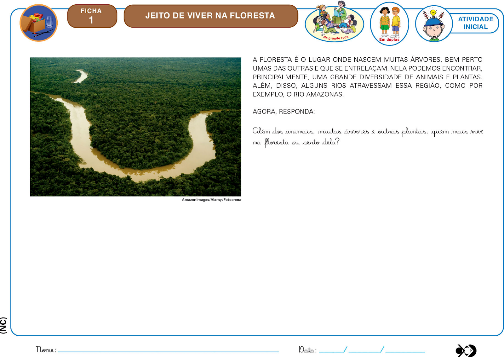 FICHA
1
JEITO DE VIVER NA FLORESTA
Em duplas
ATIVIDADE
INICIAL
A FLORESTA É O LUGAR ONDE NASCEM MUITAS ÁRVORES, BEM PERTO
UMAS DAS OUTRAS E QUE SE ENTRELAÇAM. NELA PODEMOS ENCONTRAR,
PRINCIPALMENTE, UMA GRANDE DIVERSIDADE DE ANIMAIS E PLANTAS.
ALÉM, DISSO, ALGUNS RIOS ATRAVESSAM ESSA REGIÃO, COMO POR
EXEMPLO, O RIO AMAZONAS.
AGORA, RESPONDA:
Além dos animais, muitas árvores e outras plantas, quem mais vive
na floresta ou perto dela?
(NC)
Nome:
Data: / /